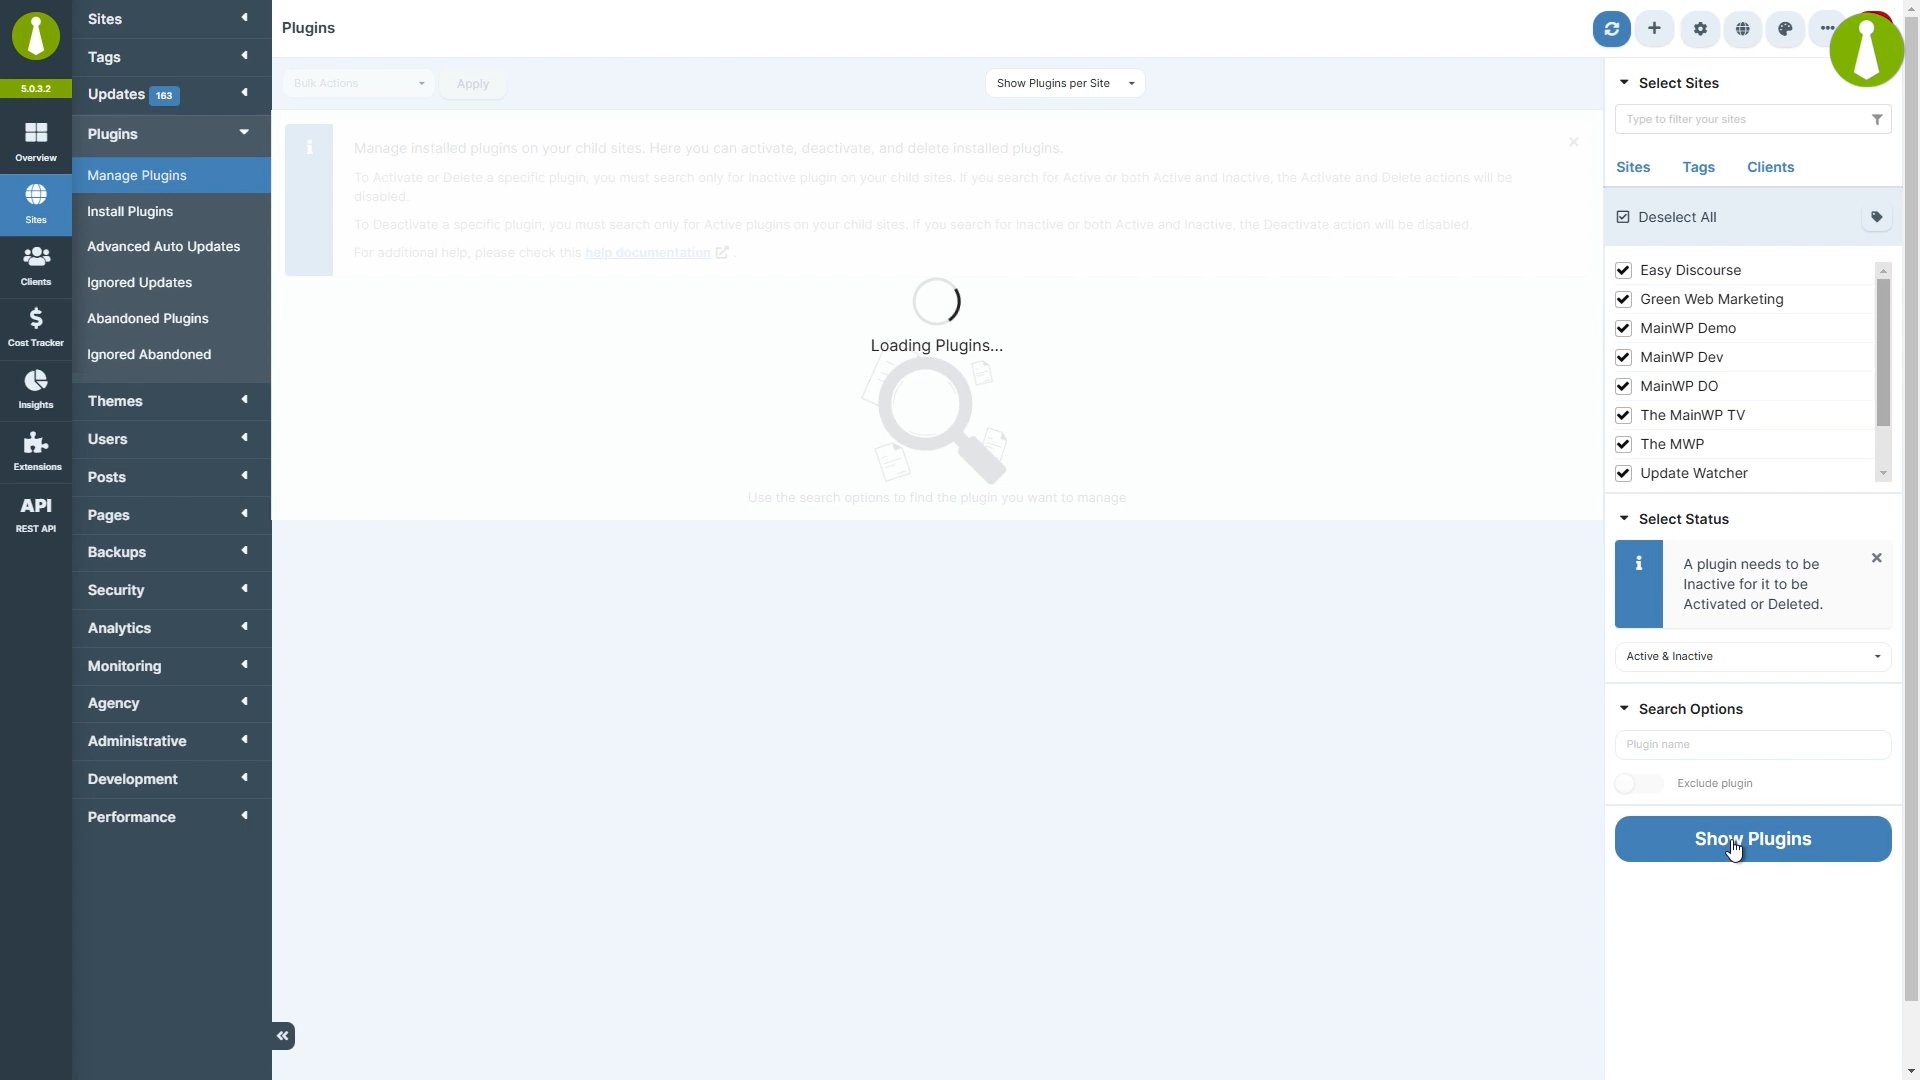 5.0.3.2
Overview
Sites
Clients
Cost Tracker
Insights
Extensions
API
REST API
Sites
Tags
Updates 163
Plugins
Manage Plugins
Install Plugins
Advanced Auto Updates
Ignored Updates
Abandoned Plugins
Ignored Abandoned
Themes
Users
Posts
Pages
Backups
Security
Analytics
Monitoring
Agency
Administrative
Development
Performance
Plugins
Bulk Actions
Apply
Show Plugins per Site
Manage installed plugins on your child sites. Here you can activate, deactivate, and delete installed plugins.
To Activate or Delete a specific plugin, you must search only for Inactive plugin on your child sites. If you search for Active or both Active and Inactive, the Activate and Delete actions will be
disabled.
To Deactivate a specific plugin, you must search only for Active plugins on your child sites. If you search for Inactive or both Active and Inactive, the Deactivate action will be disabled.
For additional help, please check this help documentation .
Loading Plugins...
Use the search options to find the plugin you want to manage
Select Sites
Type to filter your sites
Sites Tags Clients
Deselect All
Easy Discourse
Green Web Marketing
MainWP Demo
MainWP Dev
MainWP DO
The MainWP TV
The MWP
Update Watcher
Select Status
A plugin needs to be
Inactive for it to be
Activated or Deleted.
Active & Inactive
Search Options
Plugin name
Exclude plugin
Show Plugins